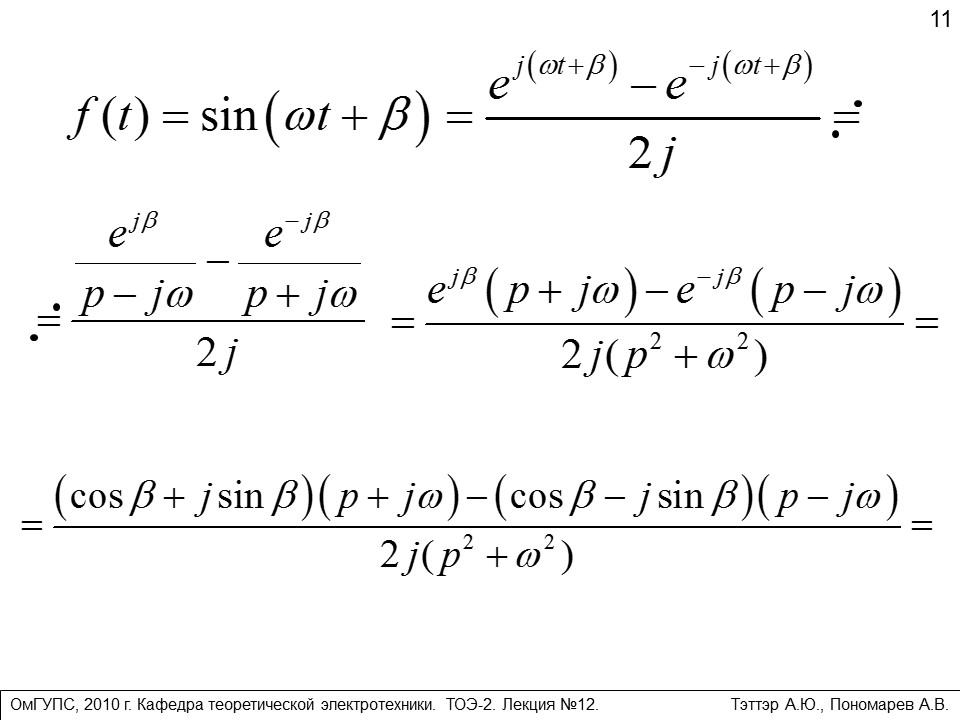 11
f(t) = sin(ωt + β) = (e^{j(ωt+β)} − e^{−j(ωt+β)}) / 2j ≓
≓ (e^{jβ} / (p − jω) − e^{−jβ} / (p + jω)) / 2j = (e^{jβ}(p + jω) − e^{−jβ}(p − jω)) / 2j(p² + ω²) =
= ((cos β + j sin β)(p + jω) − (cos β − j sin β)(p − jω)) / 2j(p² + ω²) =
ОмГУПС, 2010 г. Кафедра теоретической электротехники. ТОЭ-2. Лекция №12. Тэттэр А.Ю., Пономарев А.В.